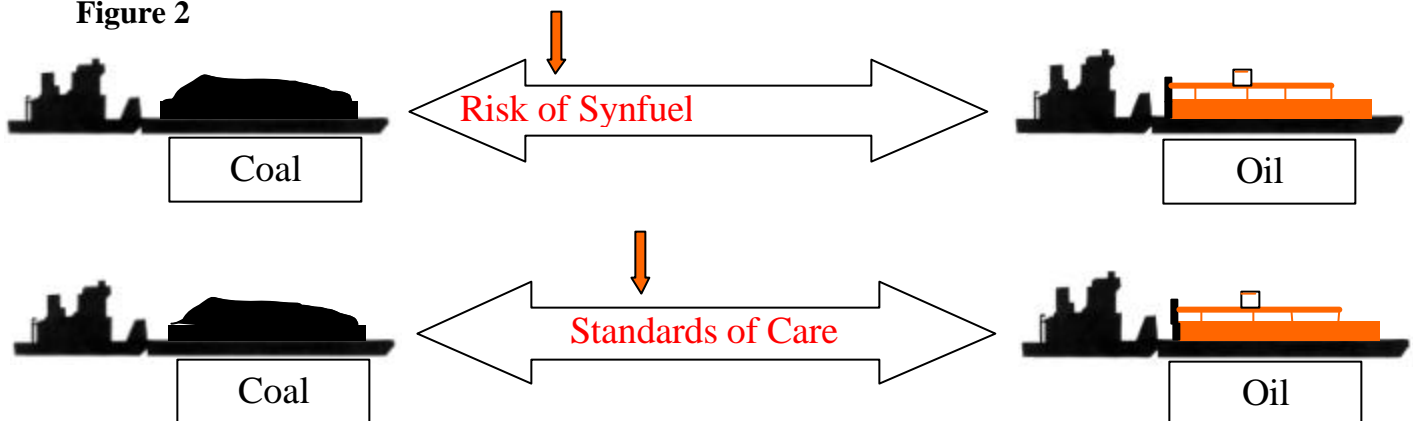 Figure 2
Risk of Synfuel
Coal
Oil
Standards of Care
Coal
Oil